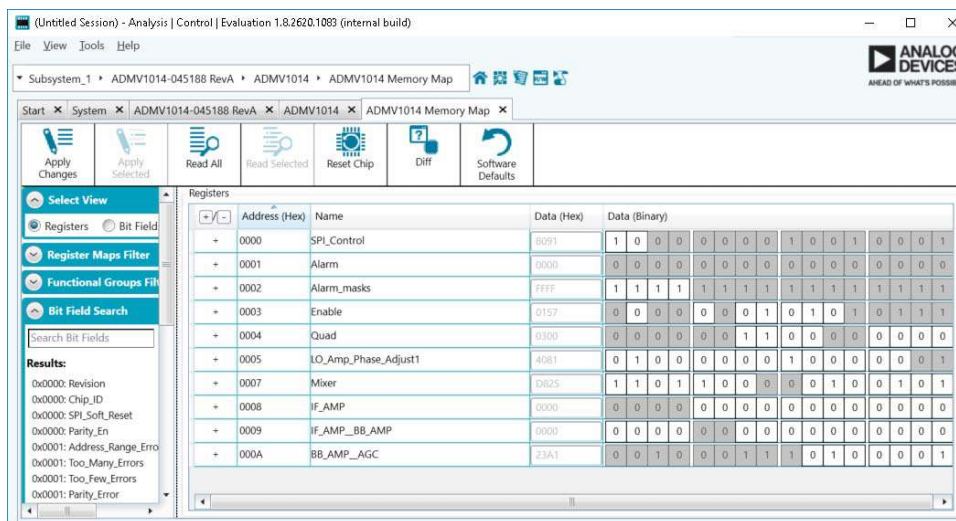 (Untitled Session) - Analysis | Control | Evaluation 1.8.2620.1083 (internal build)
File View Tools Help
ANALOG
DEVICES
AHEAD OF WHAT'S POSSIB
Subsystem_1 ADMV1014-045188 RevA ADMV1014 ADMV1014 Memory Map
Start System ADMV1014-045188 RevA ADMV1014 ADMV1014 Memory Map
Apply Changes Apply Selected Read All Read Selected Reset Chip Diff Software Defaults
Select View
Registers Bit Field
Register Maps Filter
Functional Groups Filt
Bit Field Search
Search Bit Fields
Results:
0x0000: Revision
0x0000: Chip_ID
0x0000: SPI_Soft_Reset
0x0000: Parity_En
0x0001: Address_Range_Erro
0x0001: Too_Many_Errors
0x0001: Too_Few_Errors
0x0001: Parity_Error
Registers
+/- Address (Hex) Name Data (Hex) Data (Binary)
+ 0000 SPI_Control 8091 1 0 0 0 0 0 0 0 1 0 0 1 0 0 0 1
+ 0001 Alarm 0000 0 0 0 0 0 0 0 0 0 0 0 0 0 0 0 0
+ 0002 Alarm_masks FFFF 1 1 1 1 1 1 1 1 1 1 1 1 1 1 1 1
+ 0003 Enable 0157 0 0 0 0 0 0 0 1 0 1 0 1 0 1 1 1
+ 0004 Quad 0300 0 0 0 0 0 0 1 1 0 0 0 0 0 0 0 0
+ 0005 LO_Amp_Phase_Adjust1 4081 0 1 0 0 0 0 0 0 1 0 0 0 0 0 0 1
+ 0007 Mixer D825 1 1 0 1 1 0 0 0 0 0 1 0 0 1 0 1
+ 0008 IF_AMP 0000 0 0 0 0 0 0 0 0 0 0 0 0 0 0 0 0
+ 0009 IF_AMP__BB_AMP 0000 0 0 0 0 0 0 0 0 0 0 0 0 0 0 0 0
+ 000A BB_AMP__AGC 23A1 0 0 1 0 0 0 1 1 1 0 1 0 0 0 0 1